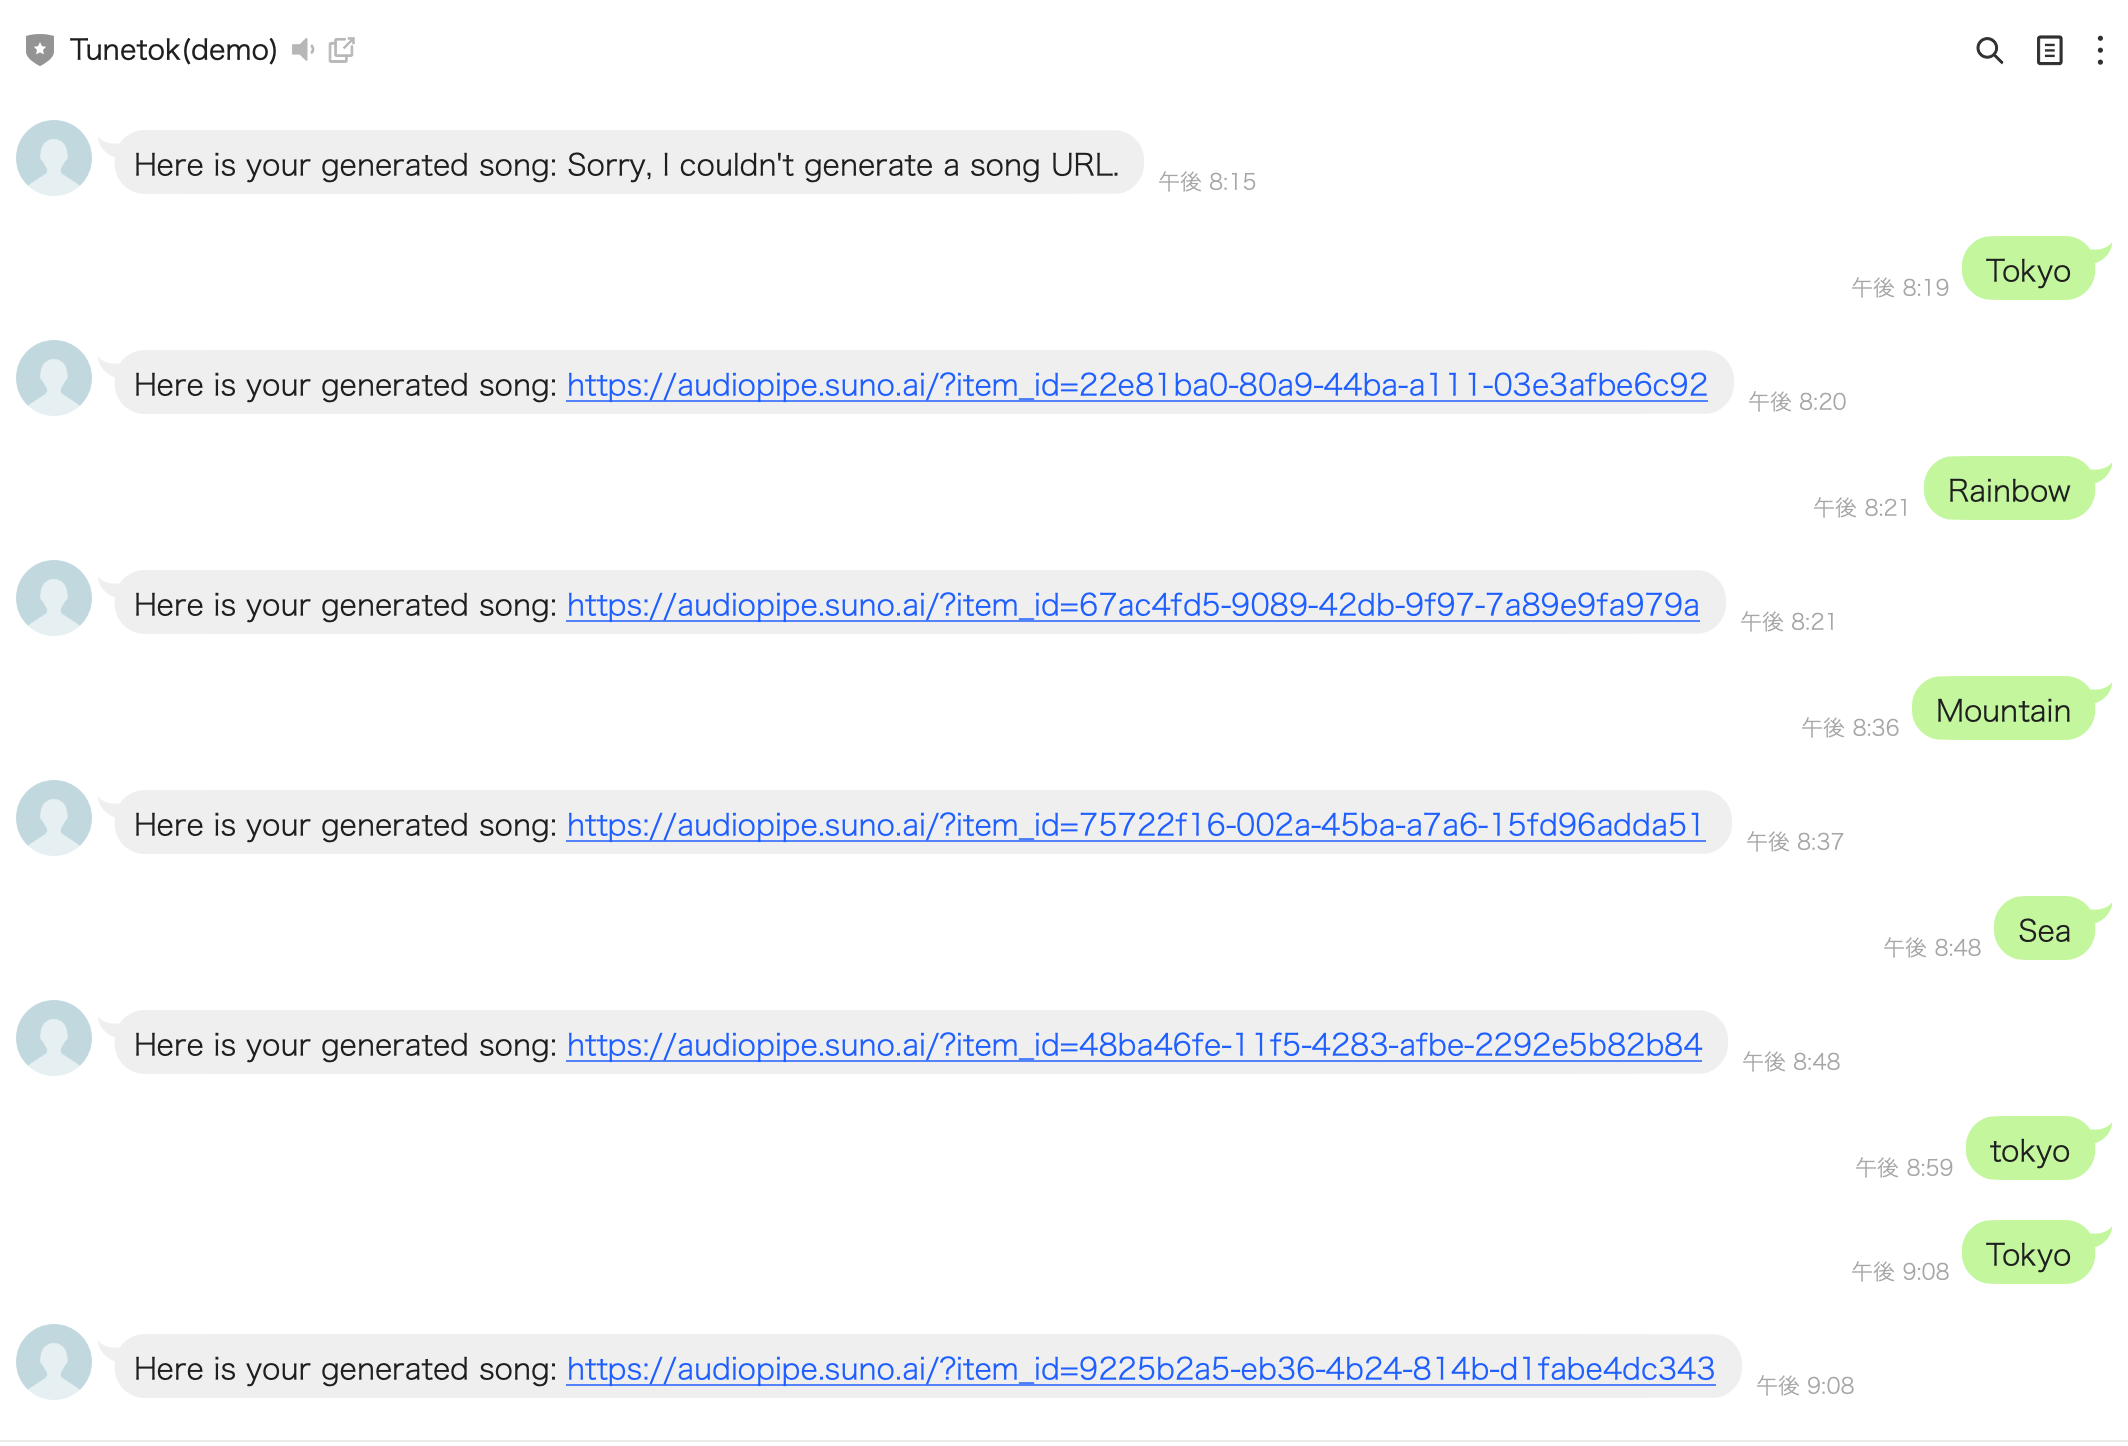 Tunetok(demo)
Here is your generated song: Sorry, I couldn't generate a song URL.
午後 8:15
Tokyo
午後 8:19
Here is your generated song: https://audiopipe.suno.ai/?item_id=22e81ba0-80a9-44ba-a111-03e3afbe6c92
午後 8:20
Rainbow
午後 8:21
Here is your generated song: https://audiopipe.suno.ai/?item_id=67ac4fd5-9089-42db-9f97-7a89e9fa979a
午後 8:21
Mountain
午後 8:36
Here is your generated song: https://audiopipe.suno.ai/?item_id=75722f16-002a-45ba-a7a6-15fd96adda51
午後 8:37
Sea
午後 8:48
Here is your generated song: https://audiopipe.suno.ai/?item_id=48ba46fe-11f5-4283-afbe-2292e5b82b84
午後 8:48
tokyo
午後 8:59
Tokyo
午後 9:08
Here is your generated song: https://audiopipe.suno.ai/?item_id=9225b2a5-eb36-4b24-814b-d1fabe4dc343
午後 9:08